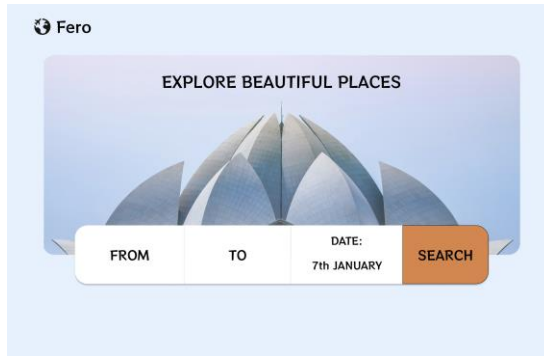 Fero
EXPLORE BEAUTIFUL PLACES
FROM
TO
DATE:
7th JANUARY
SEARCH